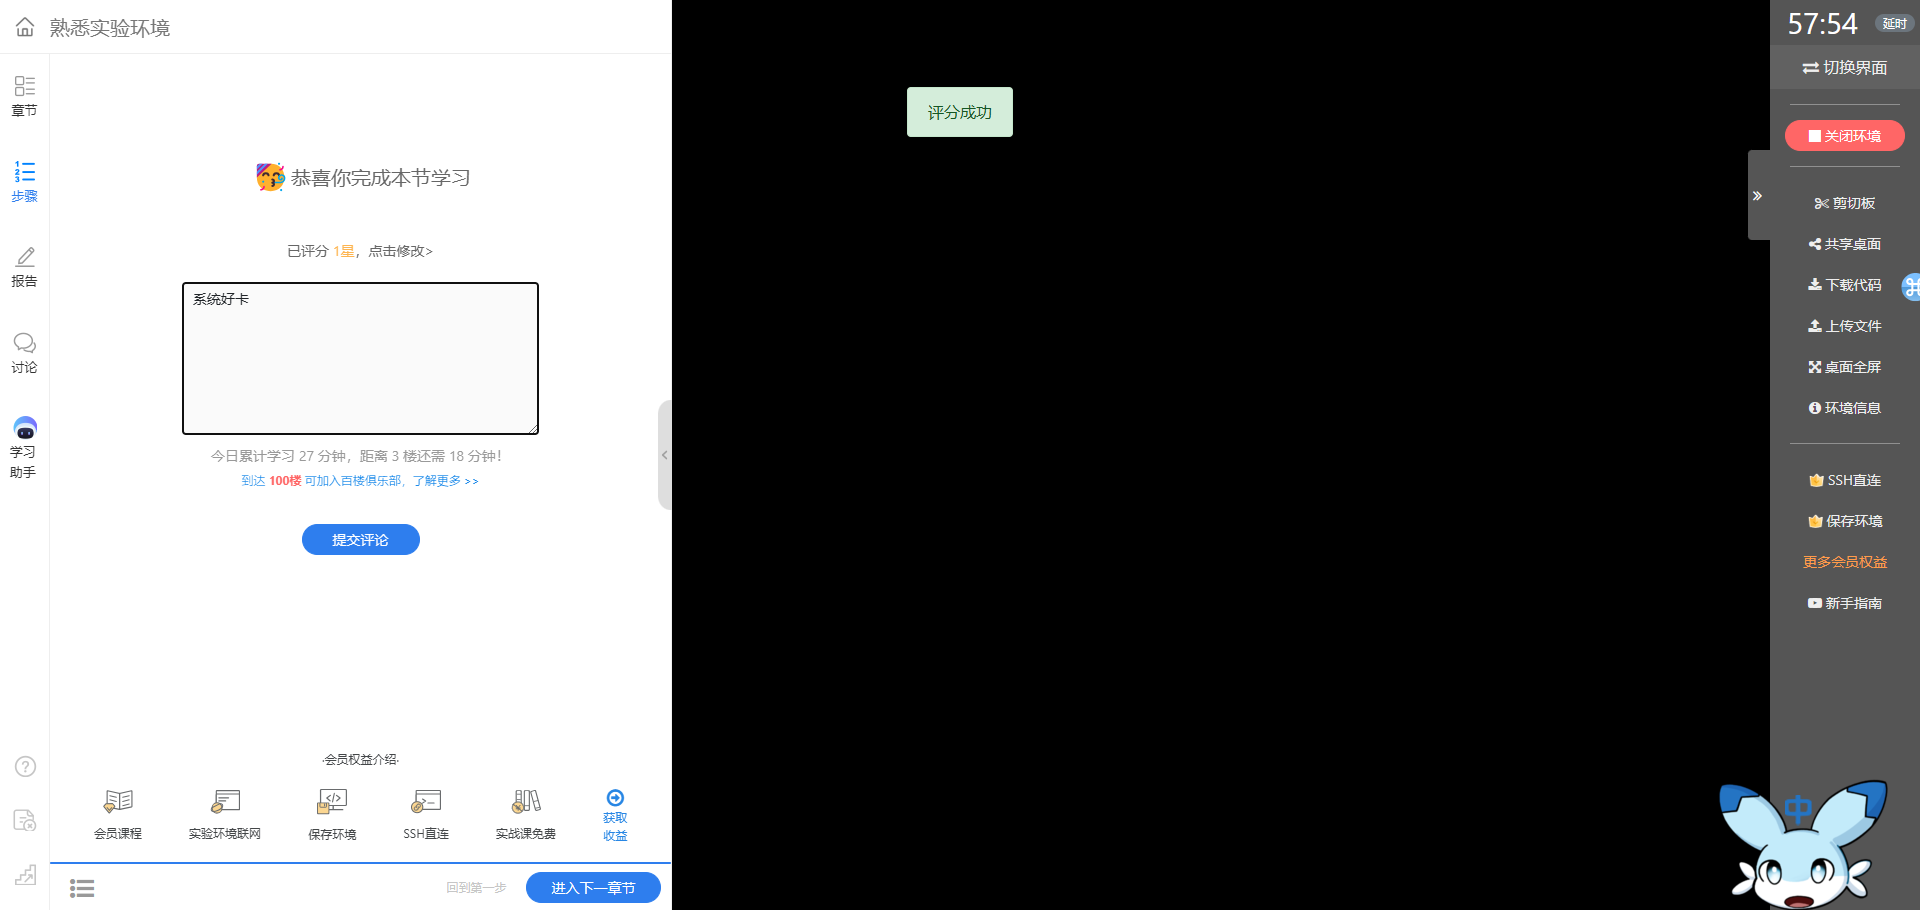 熟悉实验环境
章节
步骤
报告
讨论
学习
助手
恭喜你完成本节学习
已评分 1星，点击修改>
系统好卡
今日累计学习 27 分钟，距离 3 楼还需 18 分钟！
到达 100楼 可加入百楼俱乐部，了解更多 >>
提交评论
·会员权益介绍·
会员课程
实验环境联网
保存环境
SSH直连
实战课免费
获取
收益
回到第一步
进入下一章节
评分成功
57:54
延时
切换界面
关闭环境
剪切板
共享桌面
下载代码
上传文件
桌面全屏
环境信息
SSH直连
保存环境
更多会员权益
新手指南
中